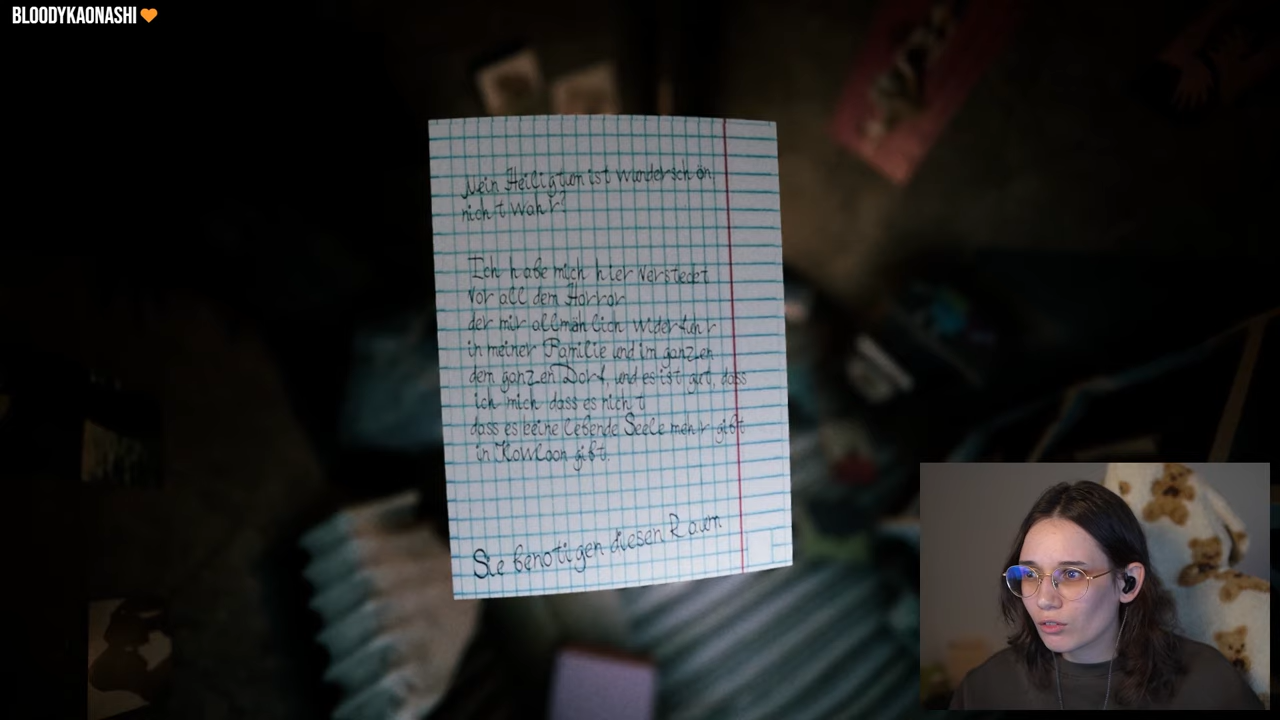 BLOODYKAONASHI
Mein Heiligtum ist wunderschön,
nicht wahr?
Ich habe mich hier versteckt
vor all dem Horror
der mir allmählich widerfuhr
in meiner Familie und im ganzen
dem ganzen Dorf, und es ist gut, dass
ich mich dass es nicht
dass es keine lebende Seele mehr gibt
in Kowloon gibt.
Sie benötigen diesen Raum